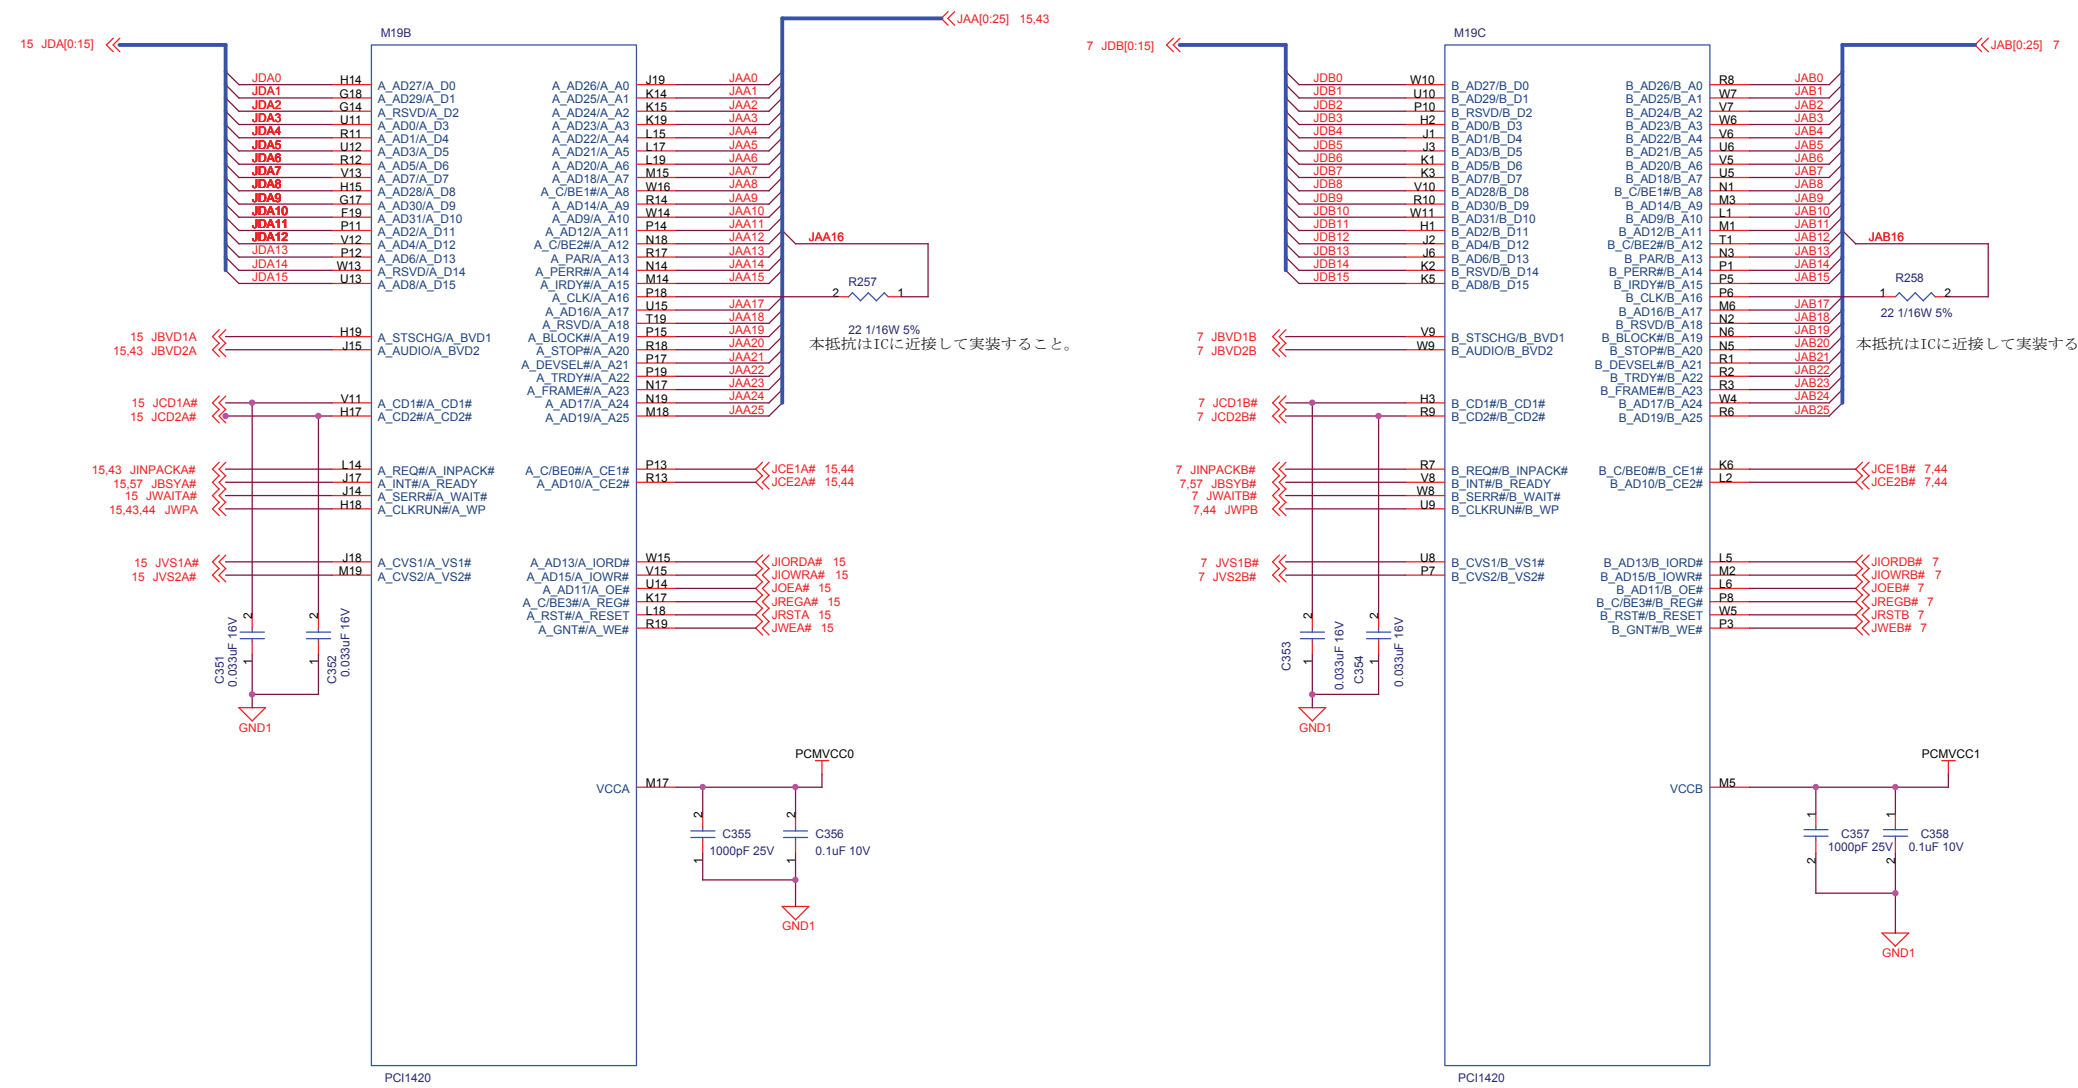 JAA[0:25] 15,43
15 JDA[0:15]
M19B
JDA0 H14 A_AD27/A_D0
JDA1 G18 A_AD29/A_D1
JDA2 G14 A_RSVD/A_D2
JDA3 U11 A_AD0/A_D3
JDA4 R11 A_AD1/A_D4
JDA5 U12 A_AD3/A_D5
JDA6 R12 A_AD5/A_D6
JDA7 V13 A_AD7/A_D7
JDA8 H15 A_AD28/A_D8
JDA9 G17 A_AD30/A_D9
JDA10 F19 A_AD31/A_D10
JDA11 P11 A_AD2/A_D11
JDA12 V12 A_AD4/A_D12
JDA13 P12 A_AD6/A_D13
JDA14 W13 A_RSVD/A_D14
JDA15 U13 A_AD8/A_D15
15 JBVD1A H19 A_STSCHG/A_BVD1
15,43 JBVD2A J15 A_AUDIO/A_BVD2
15 JCD1A# V11 A_CD1#/A_CD1#
15 JCD2A# H17 A_CD2#/A_CD2#
15,43 JINPACKA# L14 A_REQ#/A_INPACK#
15,57 JBSYA# J17 A_INT#/A_READY
15 JWAITA# J14 A_SERR#/A_WAIT#
15,43,44 JWPA H18 A_CLKRUN#/A_WP
15 JVS1A# J18 A_CVS1/A_VS1#
15 JVS2A# M19 A_CVS2/A_VS2#
A_AD26/A_A0 J19 JAA0
A_AD25/A_A1 K14 JAA1
A_AD24/A_A2 K15 JAA2
A_AD23/A_A3 K19 JAA3
A_AD22/A_A4 L15 JAA4
A_AD21/A_A5 L17 JAA5
A_AD20/A_A6 L19 JAA6
A_AD18/A_A7 M15 JAA7
A_C/BE1#/A_A8 W16 JAA8
A_AD14/A_A9 R14 JAA9
A_AD9/A_A10 W14 JAA10
A_AD12/A_A11 P14 JAA11
A_C/BE2#/A_A12 N18 JAA12
A_PAR/A_A13 R17 JAA13
A_PERR#/A_A14 N14 JAA14
A_IRDY#/A_A15 M14 JAA15
A_CLK/A_A16 P18
A_AD16/A_A17 U15 JAA17
A_RSVD/A_A18 T19 JAA18
A_BLOCK#/A_A19 P15 JAA19
A_STOP#/A_A20 R18 JAA20
A_DEVSEL#/A_A21 P17 JAA21
A_TRDY#/A_A22 P19 JAA22
A_FRAME#/A_A23 N17 JAA23
A_AD17/A_A24 N19 JAA24
A_AD19/A_A25 M18 JAA25
JAA16
R257
2 1
22 1/16W 5%
本抵抗はICに近接して実装すること。
A_C/BE0#/A_CE1# P13 JCE1A# 15,44
A_AD10/A_CE2# R13 JCE2A# 15,44
A_AD13/A_IORD# W15 JIORDA# 15
A_AD15/A_IOWR# V15 JIOWRA# 15
A_AD11/A_OE# U14 JOEA# 15
A_C/BE3#/A_REG# K17 JREGA# 15
A_RST#/A_RESET L18 JRSTA 15
A_GNT#/A_WE# R19 JWEA# 15
2 1 C351 0.033uF 16V
2 1 C352 0.033uF 16V
GND1
PCMVCC0
VCCA M17
2 1 C355
1000pF 25V
2 1 C356
0.1uF 10V
GND1
PCI1420
7 JDB[0:15]
M19C
JAB[0:25] 7
JDB0 W10 B_AD27/B_D0
JDB1 U10 B_AD29/B_D1
JDB2 P10 B_RSVD/B_D2
JDB3 H2 B_AD0/B_D3
JDB4 J1 B_AD1/B_D4
JDB5 J3 B_AD3/B_D5
JDB6 K1 B_AD5/B_D6
JDB7 K3 B_AD7/B_D7
JDB8 V10 B_AD28/B_D8
JDB9 R10 B_AD30/B_D9
JDB10 W11 B_AD31/B_D10
JDB11 H1 B_AD2/B_D11
JDB12 J2 B_AD4/B_D12
JDB13 J6 B_AD6/B_D13
JDB14 K2 B_RSVD/B_D14
JDB15 K5 B_AD8/B_D15
7 JBVD1B V9 B_STSCHG/B_BVD1
7 JBVD2B W9 B_AUDIO/B_BVD2
7 JCD1B# H3 B_CD1#/B_CD1#
7 JCD2B# R9 B_CD2#/B_CD2#
7 JINPACKB# R7 B_REQ#/B_INPACK#
7,57 JBSYB# V8 B_INT#/B_READY
7 JWAITB# W8 B_SERR#/B_WAIT#
7,44 JWPB U9 B_CLKRUN#/B_WP
7 JVS1B# U8 B_CVS1/B_VS1#
7 JVS2B# P7 B_CVS2/B_VS2#
B_AD26/B_A0 R8 JAB0
B_AD25/B_A1 W7 JAB1
B_AD24/B_A2 V7 JAB2
B_AD23/B_A3 W6 JAB3
B_AD22/B_A4 V6 JAB4
B_AD21/B_A5 U6 JAB5
B_AD20/B_A6 V5 JAB6
B_AD18/B_A7 U5 JAB7
B_C/BE1#/B_A8 N1 JAB8
B_AD14/B_A9 M3 JAB9
B_AD9/B_A10 L1 JAB10
B_AD12/B_A11 M1 JAB11
B_C/BE2#/B_A12 T1 JAB12
B_PAR/B_A13 N3 JAB13
B_PERR#/B_A14 P1 JAB14
B_IRDY#/B_A15 P5 JAB15
B_CLK/B_A16 P6
B_AD16/B_A17 M6 JAB17
B_RSVD/B_A18 N2 JAB18
B_BLOCK#/B_A19 N6 JAB19
B_STOP#/B_A20 N5 JAB20
B_DEVSEL#/B_A21 R1 JAB21
B_TRDY#/B_A22 R2 JAB22
B_FRAME#/B_A23 R3 JAB23
B_AD17/B_A24 W4 JAB24
B_AD19/B_A25 R6 JAB25
JAB16
R258
1 2
22 1/16W 5%
本抵抗はICに近接して実装する
B_C/BE0#/B_CE1# K6 JCE1B# 7,44
B_AD10/B_CE2# L2 JCE2B# 7,44
B_AD13/B_IORD# L5 JIORDB# 7
B_AD15/B_IOWR# M2 JIOWRB# 7
B_AD11/B_OE# L6 JOEB# 7
B_C/BE3#/B_REG# P8 JREGB# 7
B_RST#/B_RESET W5 JRSTB 7
B_GNT#/B_WE# P3 JWEB# 7
2 1 C353 0.033uF 16V
2 1 C354 0.033uF 16V
GND1
PCMVCC1
VCCB M5
1 2 C357
1000pF 25V
1 2 C358
0.1uF 10V
GND1
PCI1420